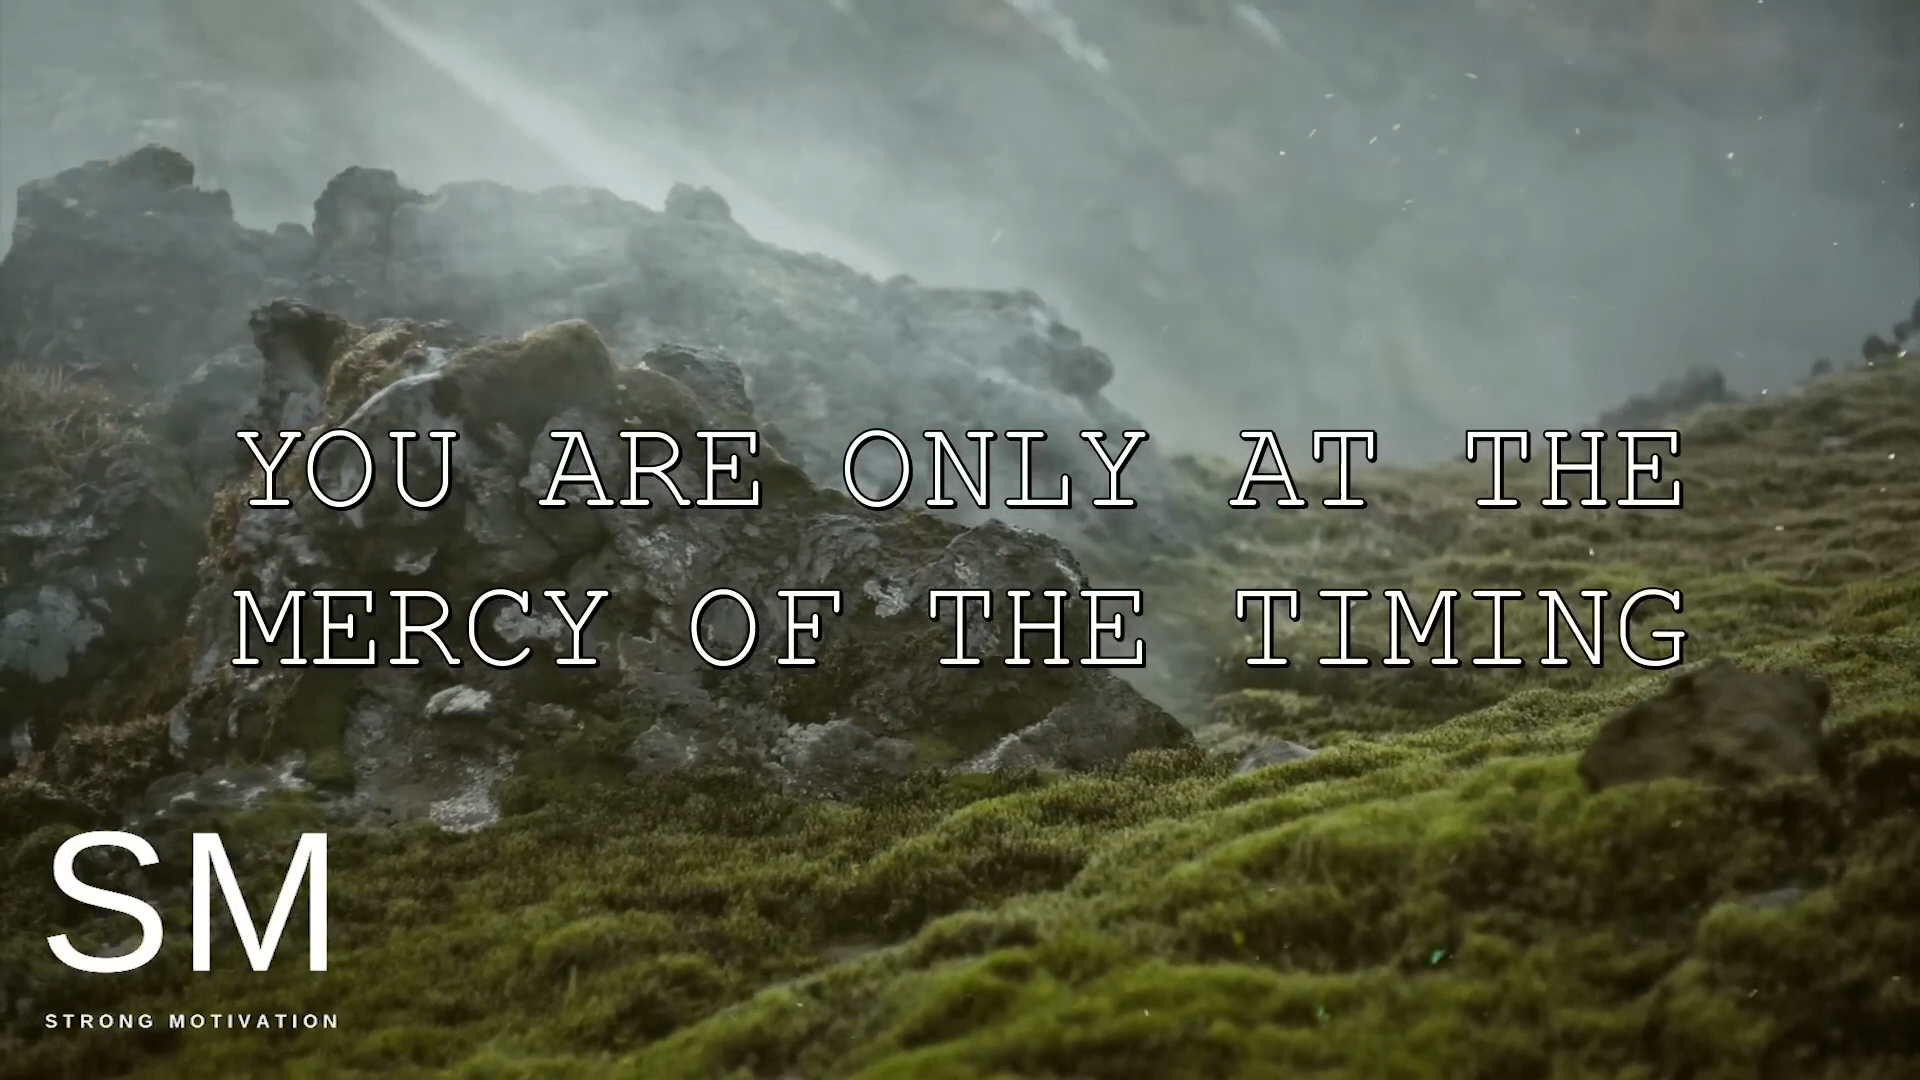 YOU ARE ONLY AT THE
MERCY OF THE TIMING
SM
STRONG MOTIVATION